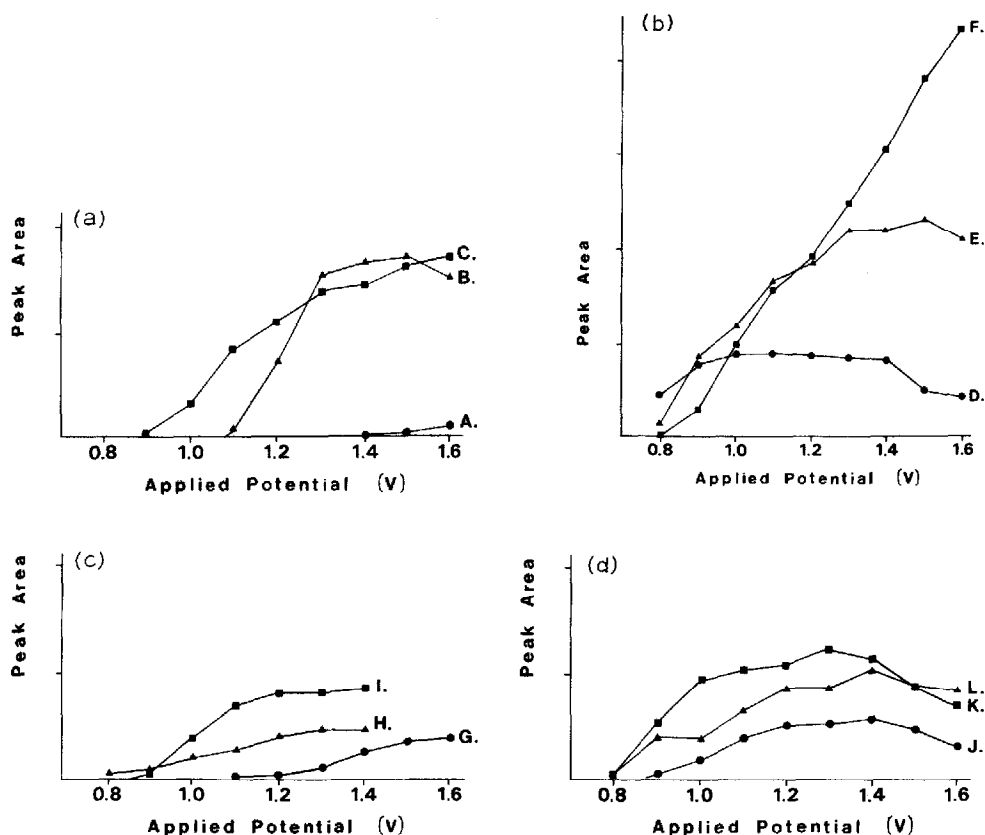 (a)
Peak Area
C.
B.
A.
0.8 1.0 1.2 1.4 1.6
Applied Potential (V)
(b)
Peak Area
F.
E.
D.
0.8 1.0 1.2 1.4 1.6
Applied Potential (V)
(c)
Peak Area
I.
H.
G.
0.8 1.0 1.2 1.4 1.6
Applied Potential (V)
(d)
Peak Area
L.
K.
J.
0.8 1.0 1.2 1.4 1.6
Applied Potential (V)